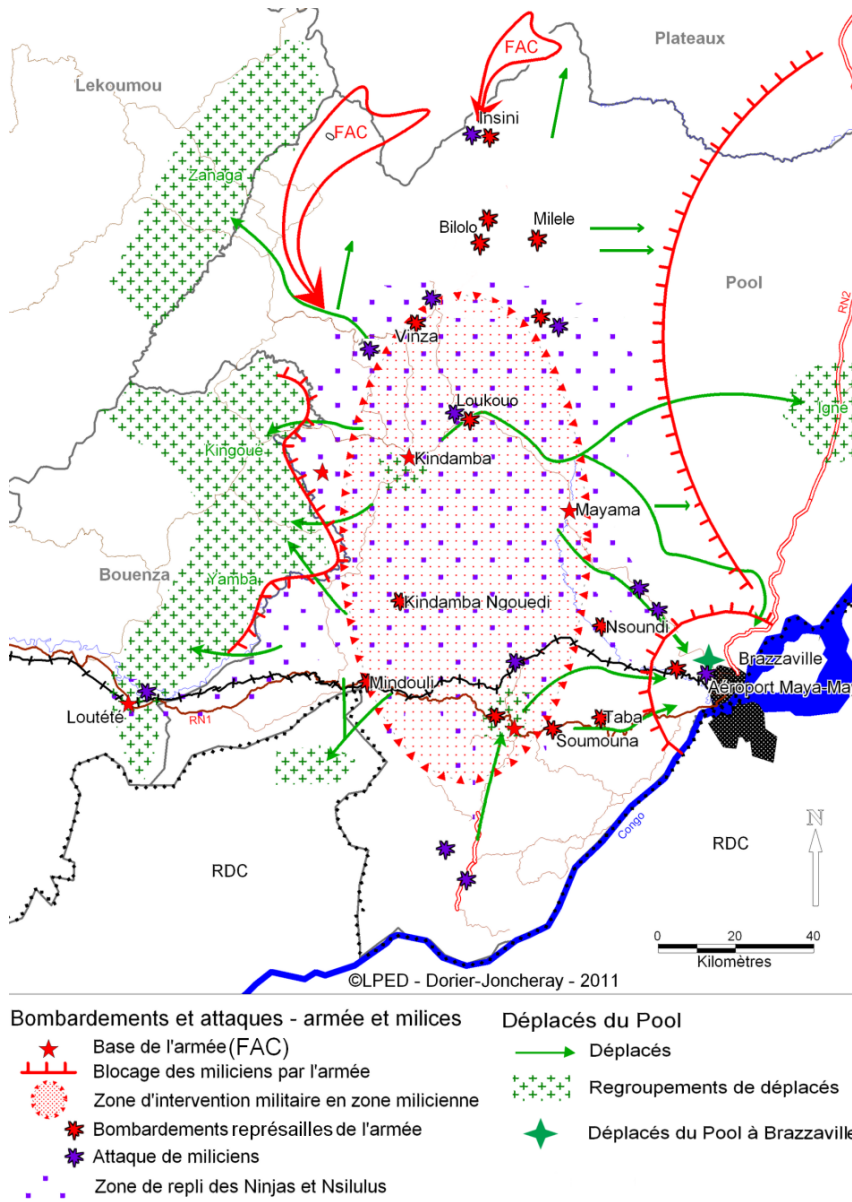 FAC
Plateaux
Lekoumou
FAC
Insini
Zanaga
Bilolo
Milele
Pool
RN2
Vinza
Loukouo
Igne
Kingoue
Kindamba
Mayama
Bouenza
Yamba
Kindamba Ngouedi
Nsoundi
Brazzaville
Mindouli
Aéroport Maya-May
Loutété
RN1
Taba
Soumouna
Congo
N
RDC
RDC
0 20 40
Kilomètres
©LPED - Dorier-Joncheray - 2011
Bombardements et attaques - armée et milices
Base de l'armée (FAC)
Blocage des miliciens par l'armée
Zone d'intervention militaire en zone milicienne
Bombardements représailles de l'armée
Attaque de miliciens
Zone de repli des Ninjas et Nsilulus
Déplacés du Pool
Déplacés
Regroupements de déplacés
Déplacés du Pool à Brazzaville